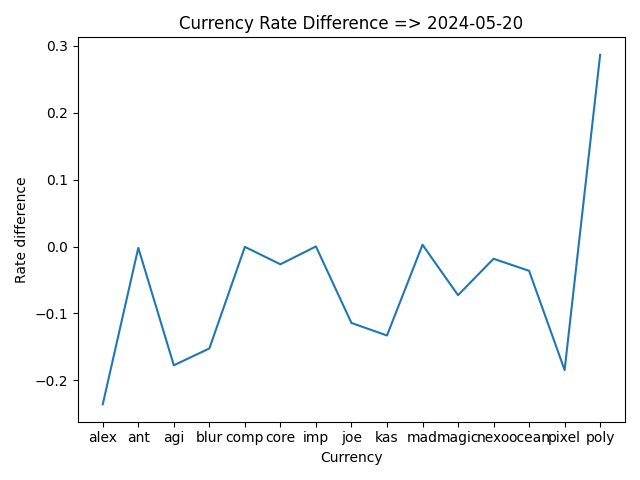 Currency Rate Difference => 2024-05-20
0.3
0.2
0.1
0.0
−0.1
−0.2
Rate difference
alex ant agi blur comp core imp joe kas mad magic nexo ocean pixel poly
Currency